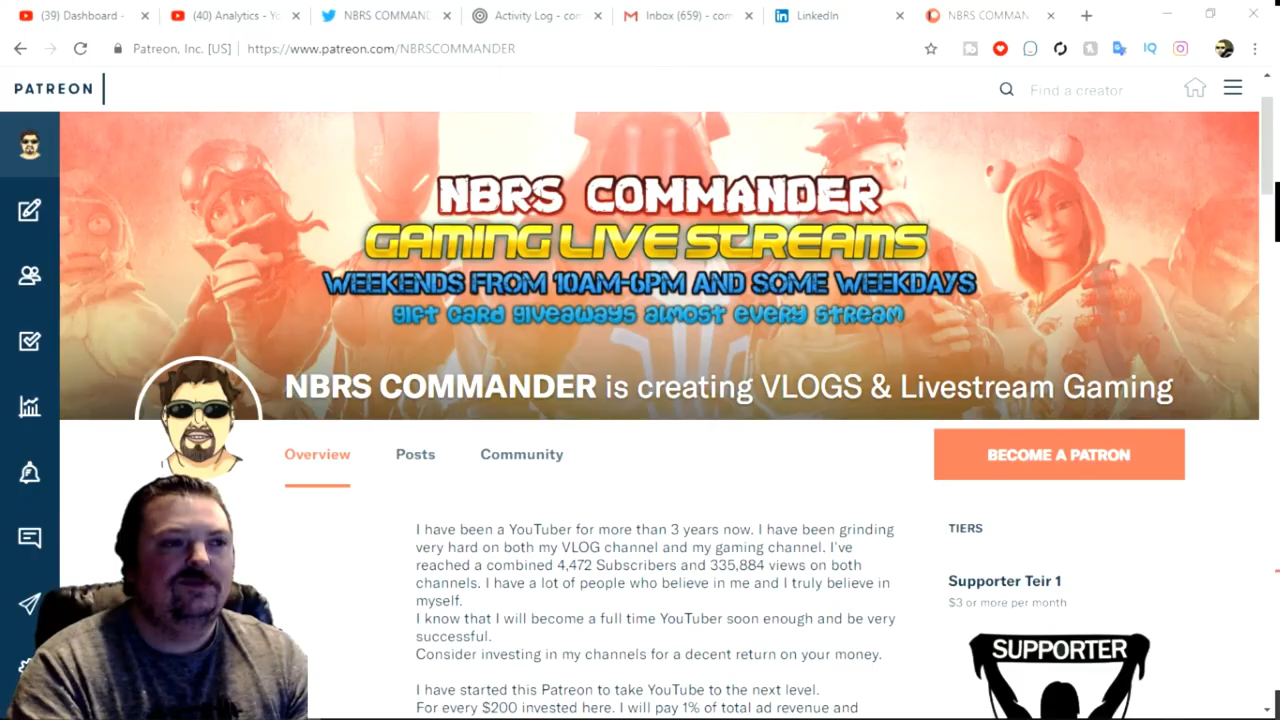 (39) Dashboard - Y
(40) Analytics - Yo
NBRS COMMAND
Activity Log - com
Inbox (659) - com
LinkedIn
NBRS COMMAN
Patreon, Inc. [US]
https://www.patreon.com/NBRSCOMMANDER
IQ
PATREON
Find a creator
NBRS COMMANDER
GAMING LIVE STREAMS
WEEKENDS FROM 10AM-6PM AND SOME WEEKDAYS
gift card giveaways almost every stream
NBRS COMMANDER is creating VLOGS & Livestream Gaming
Overview
Posts
Community
BECOME A PATRON
I have been a YouTuber for more than 3 years now. I have been grinding
very hard on both my VLOG channel and my gaming channel. I've
reached a combined 4,472 Subscribers and 335,884 views on both
channels. I have a lot of people who believe in me and I truly believe in
myself.
I know that I will become a full time YouTuber soon enough and be very
successful.
Consider investing in my channels for a decent return on your money.
I have started this Patreon to take YouTube to the next level.
For every $200 invested here. I will pay 1% of total ad revenue and
TIERS
Supporter Teir 1
$3 or more per month
SUPPORTER